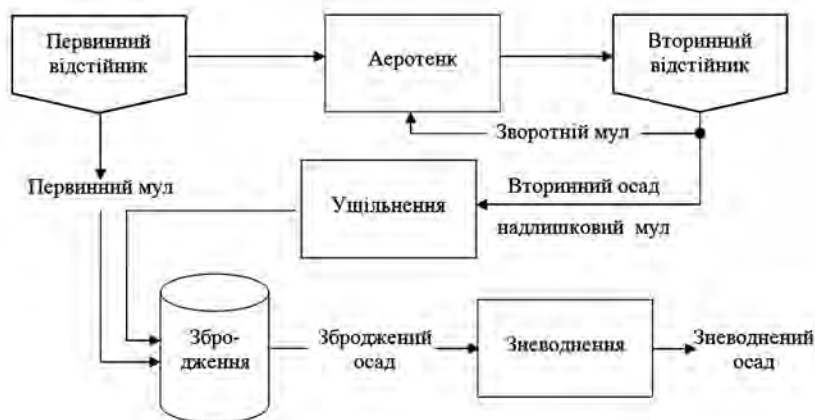 Первинний
відстійник
Аеротенк
Вторинний
відстійник
Зворотній мул
Первинний мул
Ущільнення
Вторинний осад
надлишковий мул
Збро-
дження
Зброджений
осад
Зневоднення
Зневоднений
осад